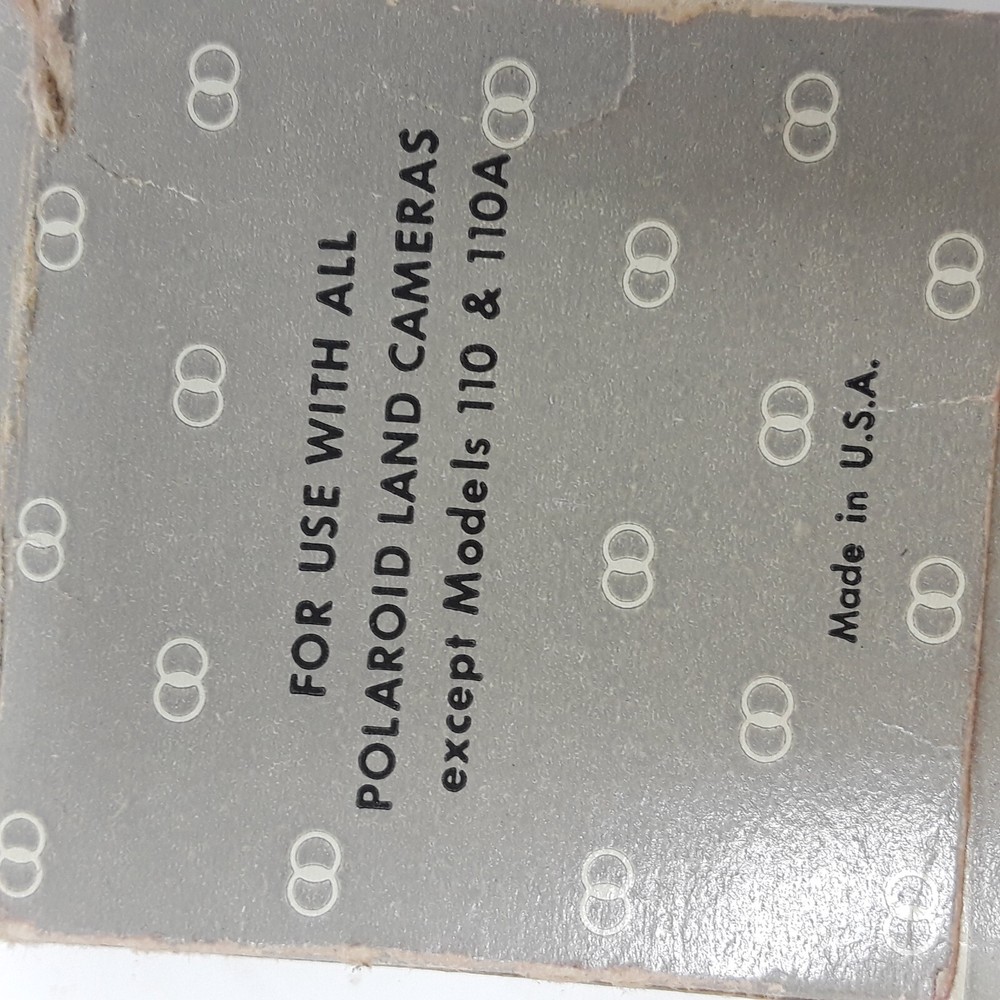 FOR USE WITH ALL
POLAROID LAND CAMERAS
except Models 110 & 110A
Made in U.S.A.